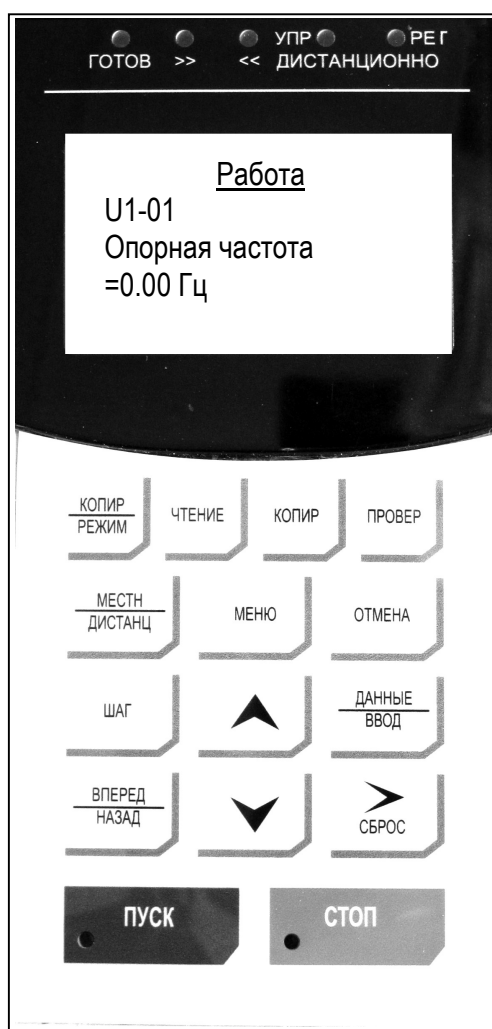 УПР РЕГ
ГОТОВ >> << ДИСТАНЦИОННО
Работа
U1-01
Опорная частота
=0.00 Гц
КОПИР
РЕЖИМ
ЧТЕНИЕ
КОПИР
ПРОВЕР
МЕСТН
ДИСТАНЦ
МЕНЮ
ОТМЕНА
ШАГ
ДАННЫЕ
ВВОД
ВПЕРЕД
НАЗАД
СБРОС
ПУСК
СТОП